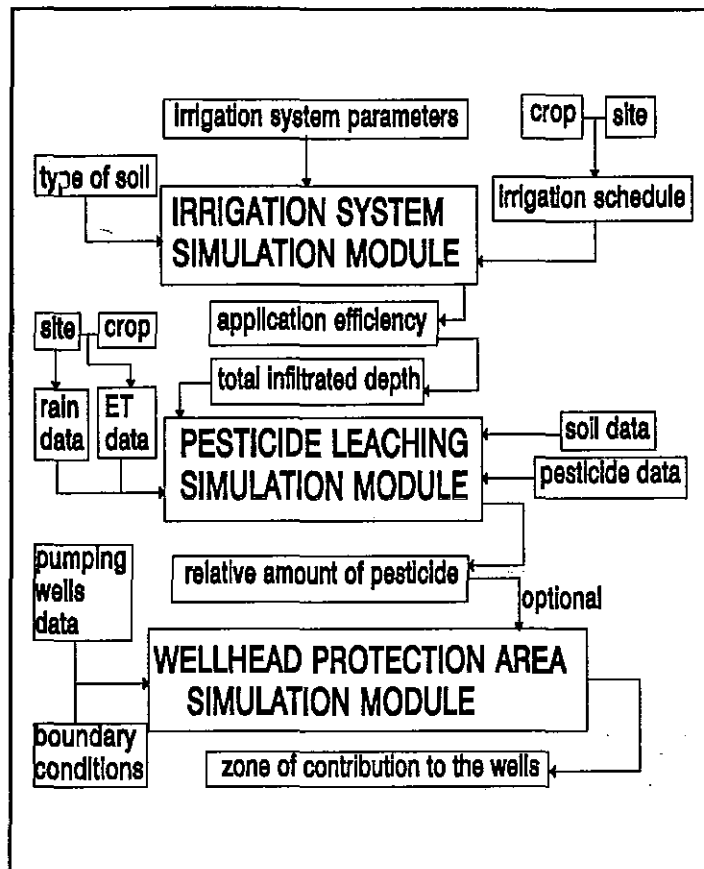 irrigation system parameters
crop
site
type of soil
irrigation schedule
IRRIGATION SYSTEM
SIMULATION MODULE
application efficiency
site
crop
total infiltrated depth
rain
data
ET
data
PESTICIDE LEACHING
SIMULATION MODULE
soil data
pesticide data
pumping
wells
data
relative amount of pesticide
optional
WELLHEAD PROTECTION AREA
SIMULATION MODULE
boundary
conditions
zone of contribution to the wells